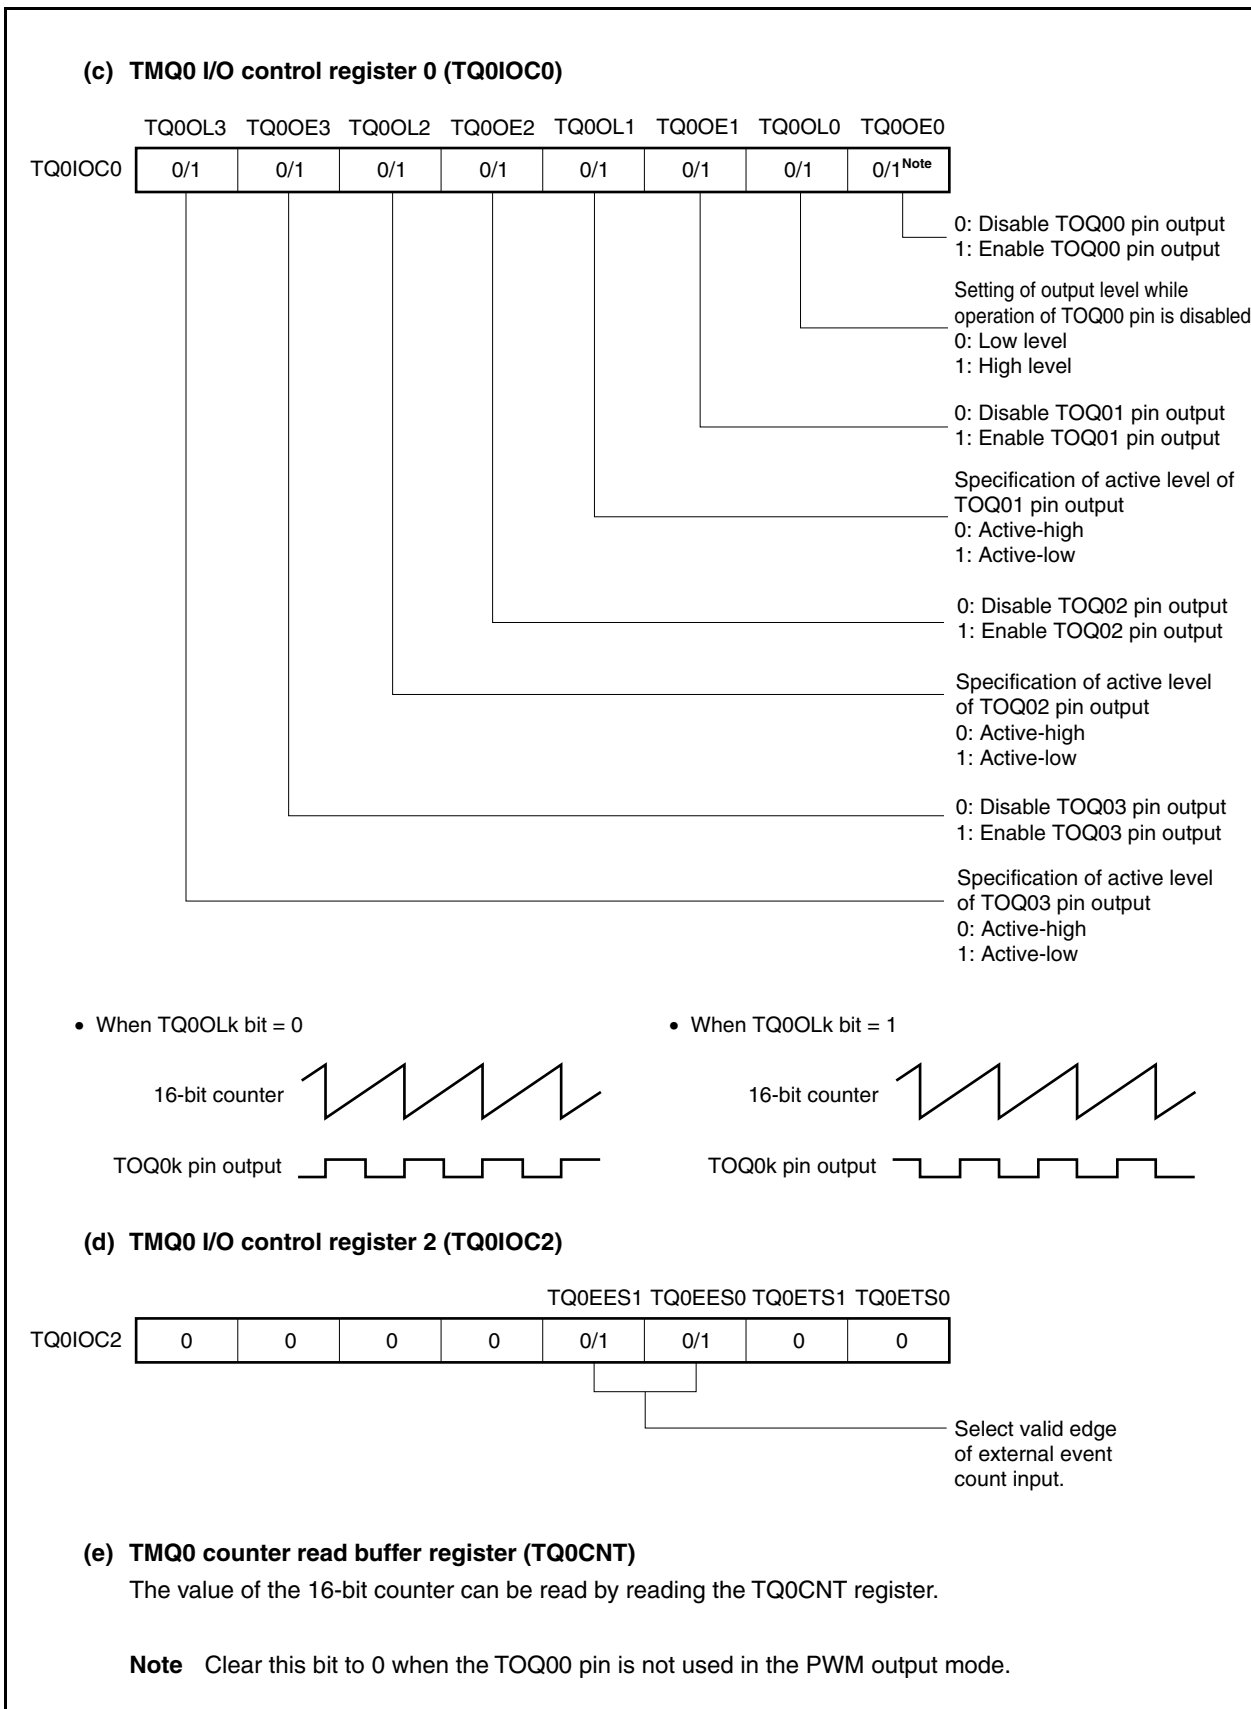 (c) TMQ0 I/O control register 0 (TQ0IOC0)
TQ0OL3 TQ0OE3 TQ0OL2 TQ0OE2 TQ0OL1 TQ0OE1 TQ0OL0 TQ0OE0
TQ0IOC0 0/1 0/1 0/1 0/1 0/1 0/1 0/1 0/1Note
0: Disable TOQ00 pin output
1: Enable TOQ00 pin output
Setting of output level while
operation of TOQ00 pin is disabled
0: Low level
1: High level
0: Disable TOQ01 pin output
1: Enable TOQ01 pin output
Specification of active level of
TOQ01 pin output
0: Active-high
1: Active-low
0: Disable TOQ02 pin output
1: Enable TOQ02 pin output
Specification of active level
of TOQ02 pin output
0: Active-high
1: Active-low
0: Disable TOQ03 pin output
1: Enable TOQ03 pin output
Specification of active level
of TOQ03 pin output
0: Active-high
1: Active-low
• When TQ0OLk bit = 0
16-bit counter
TOQ0k pin output
• When TQ0OLk bit = 1
16-bit counter
TOQ0k pin output
(d) TMQ0 I/O control register 2 (TQ0IOC2)
TQ0EES1 TQ0EES0 TQ0ETS1 TQ0ETS0
TQ0IOC2 0 0 0 0 0/1 0/1 0 0
Select valid edge
of external event
count input.
(e) TMQ0 counter read buffer register (TQ0CNT)
The value of the 16-bit counter can be read by reading the TQ0CNT register.
Note Clear this bit to 0 when the TOQ00 pin is not used in the PWM output mode.